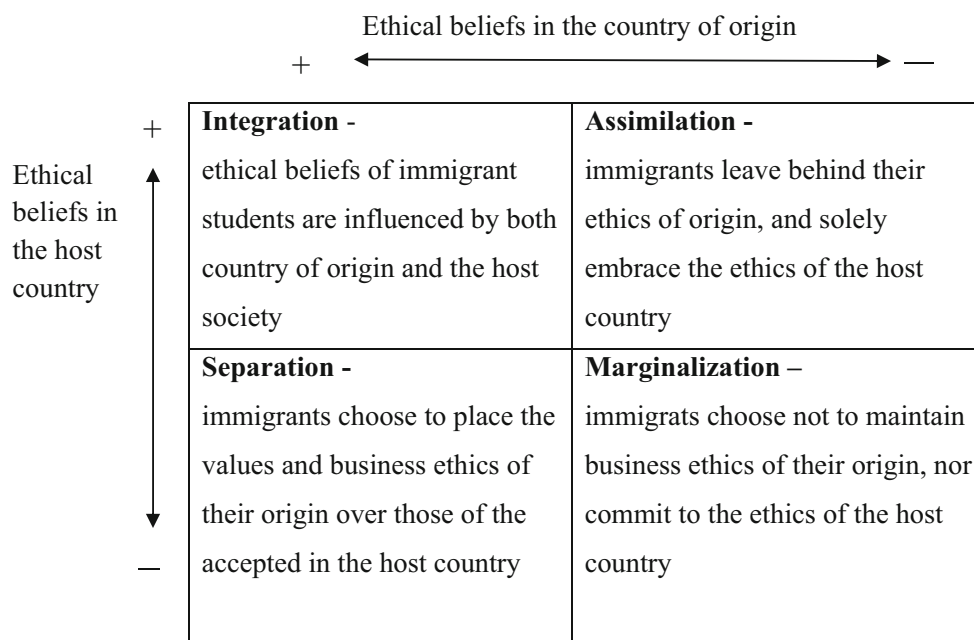 Ethical beliefs in the country of origin
+
—
+
Ethical
beliefs in
the host
country
—
Integration -
ethical beliefs of immigrant
students are influenced by both
country of origin and the host
society
Assimilation -
immigrants leave behind their
ethics of origin, and solely
embrace the ethics of the host
country
Separation -
immigrants choose to place the
values and business ethics of
their origin over those of the
accepted in the host country
Marginalization –
immigrats choose not to maintain
business ethics of their origin, nor
commit to the ethics of the host
country